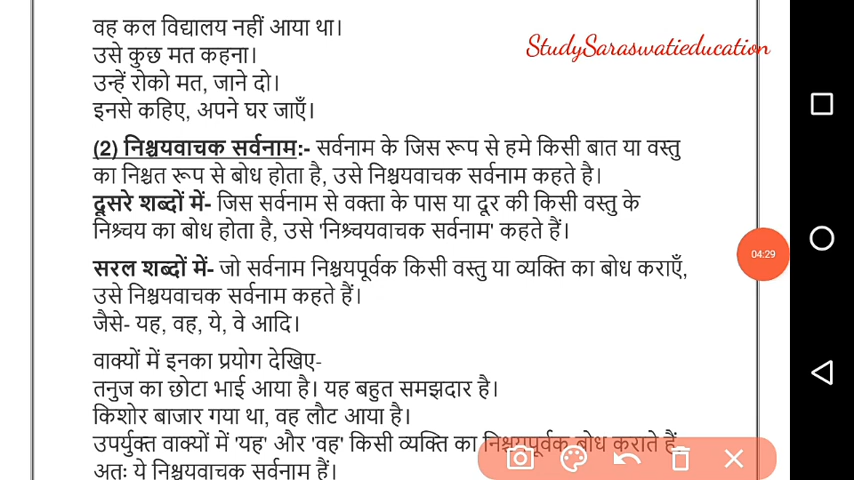 वह कल विद्यालय नहीं आया था।
उसे कुछ मत कहना।
उन्हें रोको मत, जाने दो।
इनसे कहिए, अपने घर जाएँ।
StudySaraswatieducation
(2) निश्चयवाचक सर्वनाम:- सर्वनाम के जिस रूप से हमे किसी बात या वस्तु
का निश्चत रूप से बोध होता है, उसे निश्चयवाचक सर्वनाम कहते है।
दूसरे शब्दों में- जिस सर्वनाम से वक्ता के पास या दूर की किसी वस्तु के
निश्चय का बोध होता है, उसे 'निश्चयवाचक सर्वनाम' कहते हैं।
04:29
सरल शब्दों में- जो सर्वनाम निश्चयपूर्वक किसी वस्तु या व्यक्ति का बोध कराएँ,
उसे निश्चयवाचक सर्वनाम कहते हैं।
जैसे- यह, वह, ये, वे आदि।
वाक्यों में इनका प्रयोग देखिए-
तनुज का छोटा भाई आया है। यह बहुत समझदार है।
किशोर बाजार गया था, वह लौट आया है।
उपर्युक्त वाक्यों में 'यह' और 'वह' किसी व्यक्ति का निश्चयपूर्वक बोध कराते हैं,
अतः ये निश्चयवाचक सर्वनाम हैं।